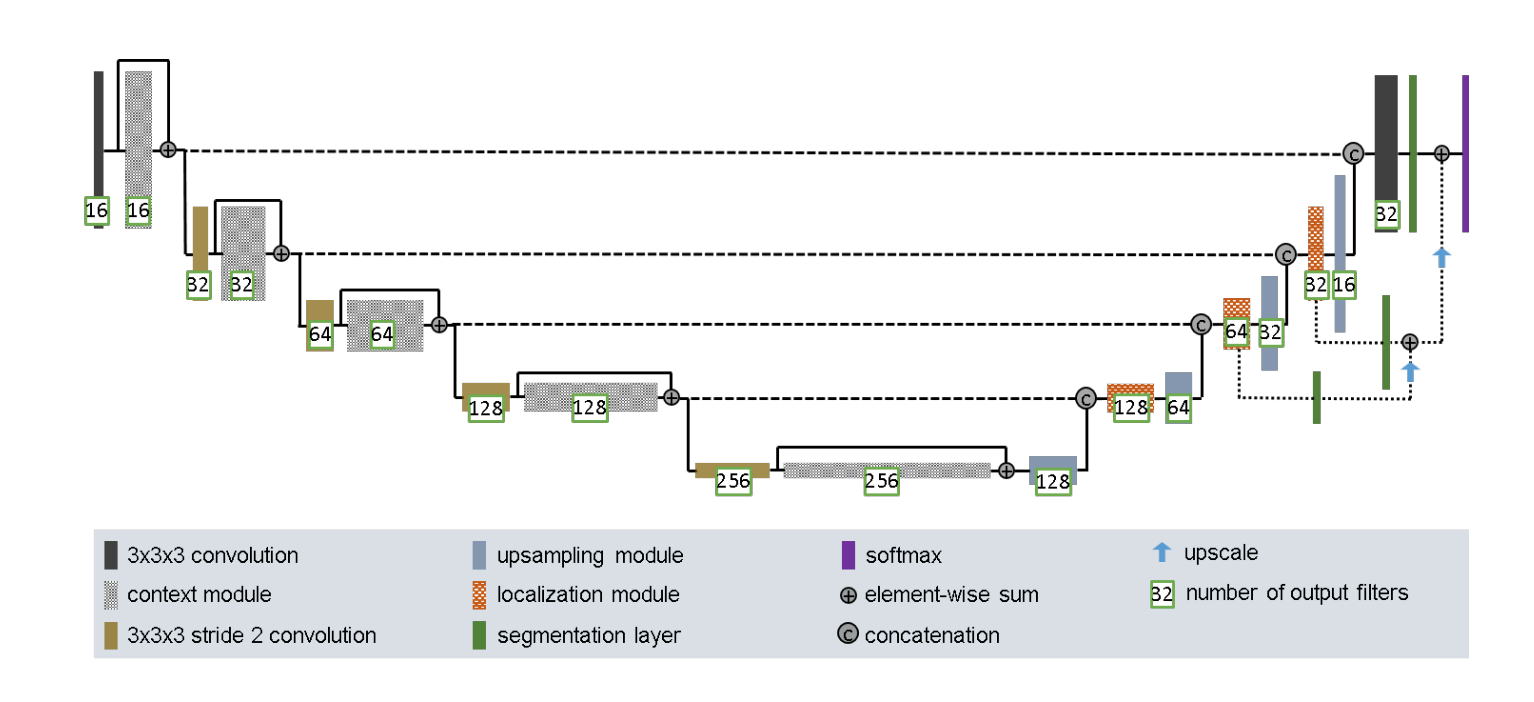 16
16
32
32
32
32
16
64
64
64
32
128
128
128
64
256
256
128
3x3x3 convolution
upsampling module
softmax
upscale
context module
localization module
element-wise sum
32
number of output filters
3x3x3 stride 2 convolution
segmentation layer
C
concatenation
C
C
C
C